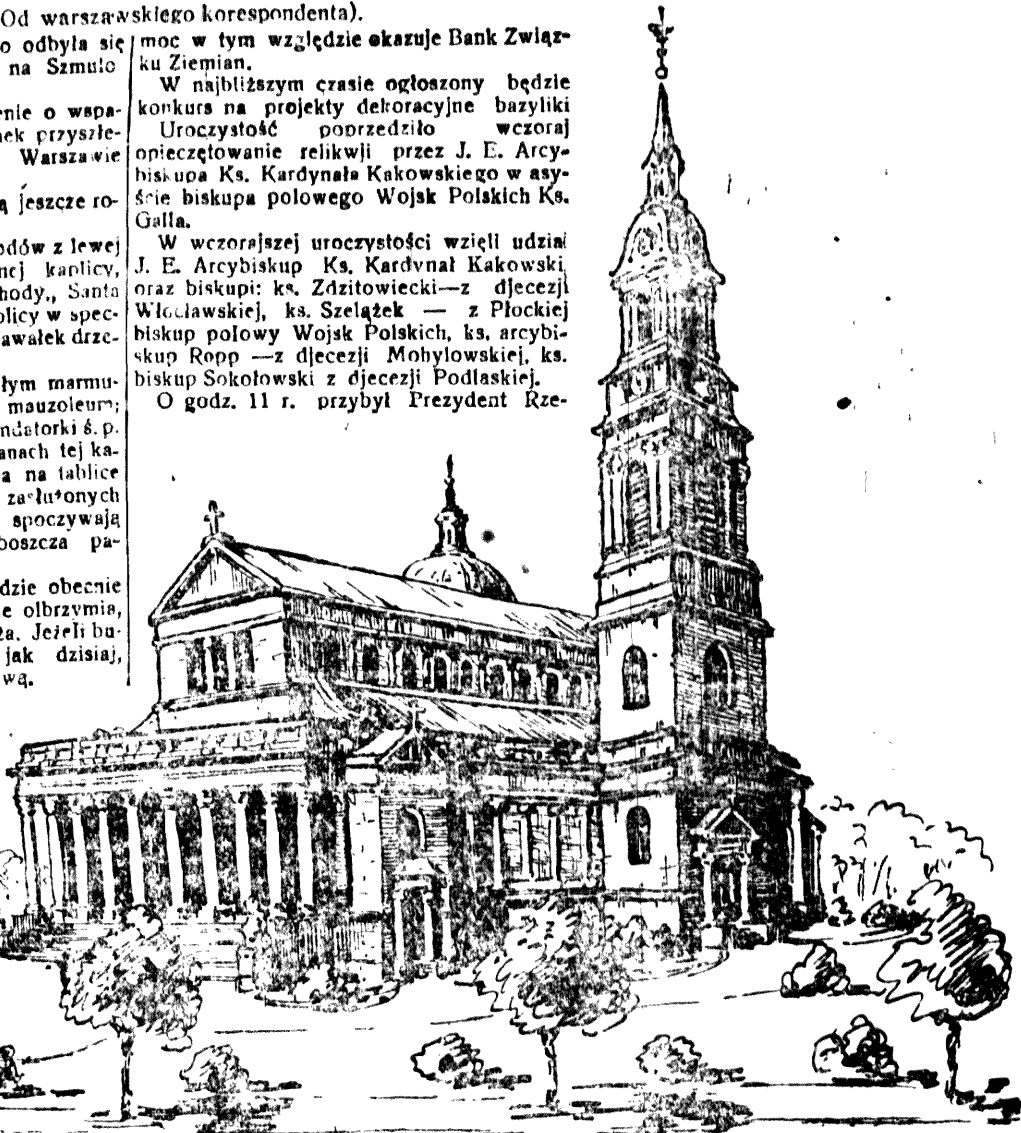 Od warszawskiego korespondenta).
o odbyła się
na Szmulo
enie o wspa-
nek przyszłe-
Warszawie
ą jeszcze ro-
odów z lewej
nej kaplicy,
hody,, Santa
olicy w spec-
awałek drze-
łym marmu-
mauzoleum;
ndatorki ś. p.
anach tej ka-
a na tablice
zasłużonych
spoczywają
boszcza pa-
dzie obecnie
e olbrzymia,
ża. Jeżeli bu-
jak dzisiaj,
wą.
moc w tym względzie okazuje Bank Związ-
ku Ziemian.
W najbliższym czasie ogłoszony będzie
konkurs na projekty dekoracyjne bazyliki
Uroczystość poprzedziło wczoraj
opieczętowanie relikwji przez J. E. Arcy-
biskupa Ks. Kardynała Kakowskiego w asy-
ście biskupa polowego Wojsk Polskich Ks.
Galla.
W wczorajszej uroczystości wzięli udział
J. E. Arcybiskup Ks. Kardynał Kakowski,
oraz biskupi: ks. Zdzitowiecki—z djecezji
Włocławskiej, ks. Szelążek — z Płockiej
biskup polowy Wojsk Polskich, ks. arcybi-
skup Ropp —z djecezji Mohylowskiej, ks.
biskup Sokołowski z djecezji Podlaskiej.
O godz. 11 r. przybył Prezydent Rze-